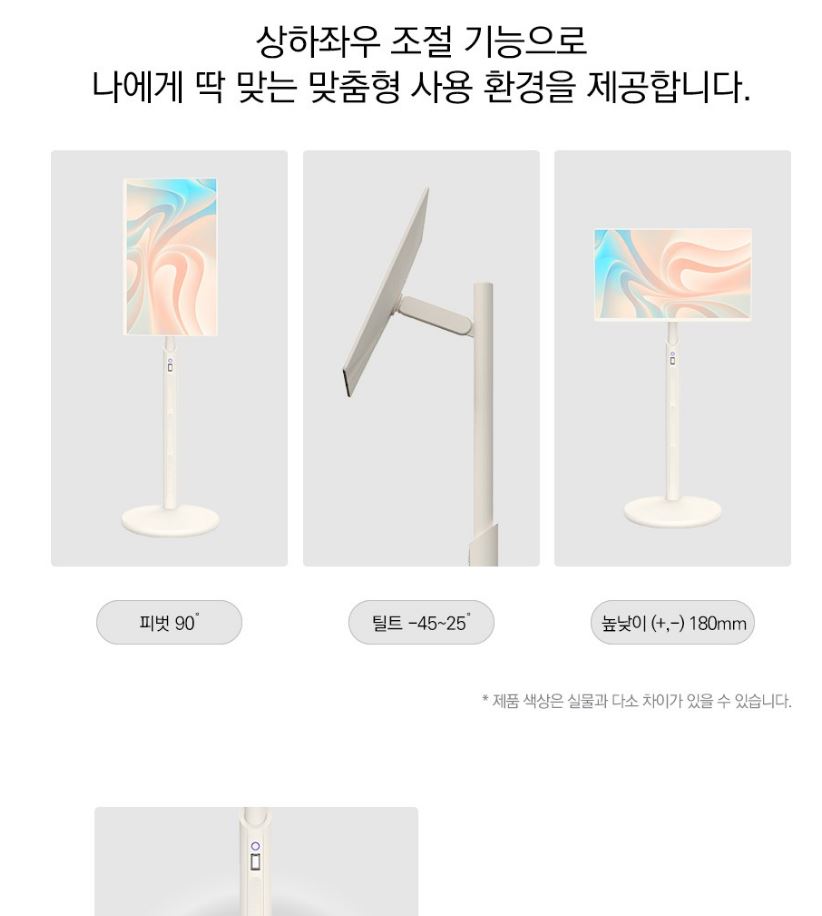 상하좌우 조절 기능으로
나에게 딱 맞는 맞춤형 사용 환경을 제공합니다.
피벗 90˚
틸트 -45~25˚
높낮이 (+,-) 180mm
* 제품 색상은 실물과 다소 차이가 있을 수 있습니다.